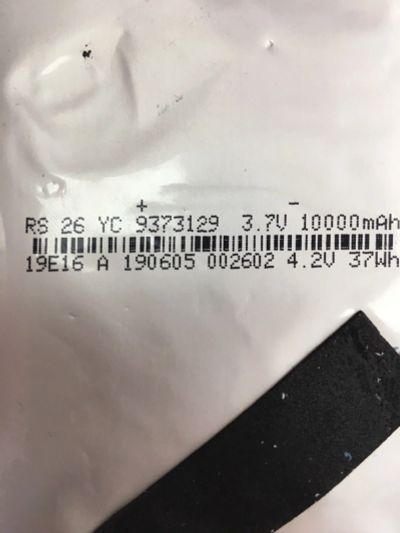 + −
RS 26 YC 9373129 3.7V 10000mAh
19E16 A 190605 002602 4.2V 37Wh